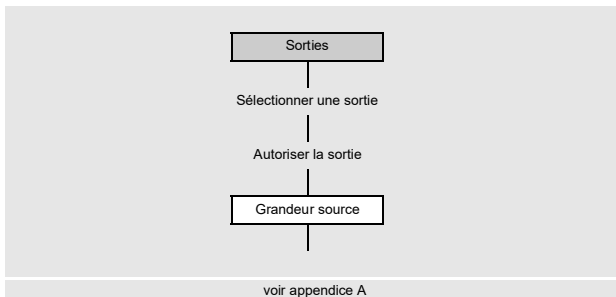 Sorties
Sélectionner une sortie
Autoriser la sortie
Grandeur source
voir appendice A